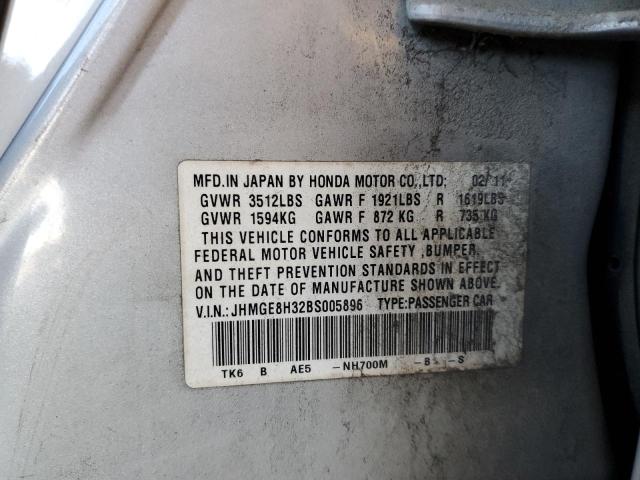 MFD.IN JAPAN BY HONDA MOTOR CO.,LTD: 02/11
GVWR 3512LBS GAWR F 1921LBS R 1619LBS
GVWR 1594KG GAWR F 872 KG R 735 KG
THIS VEHICLE CONFORMS TO ALL APPLICABLE
FEDERAL MOTOR VEHICLE SAFETY ,BUMPER,
AND THEFT PREVENTION STANDARDS IN EFFECT
ON THE DATE OF MANUFACTURE SHOWN ABOVE.
V.I.N.:JHMGE8H32BS005896 TYPE:PASSENGER CAR
TK6 B AE5 -NH700M -B- -S